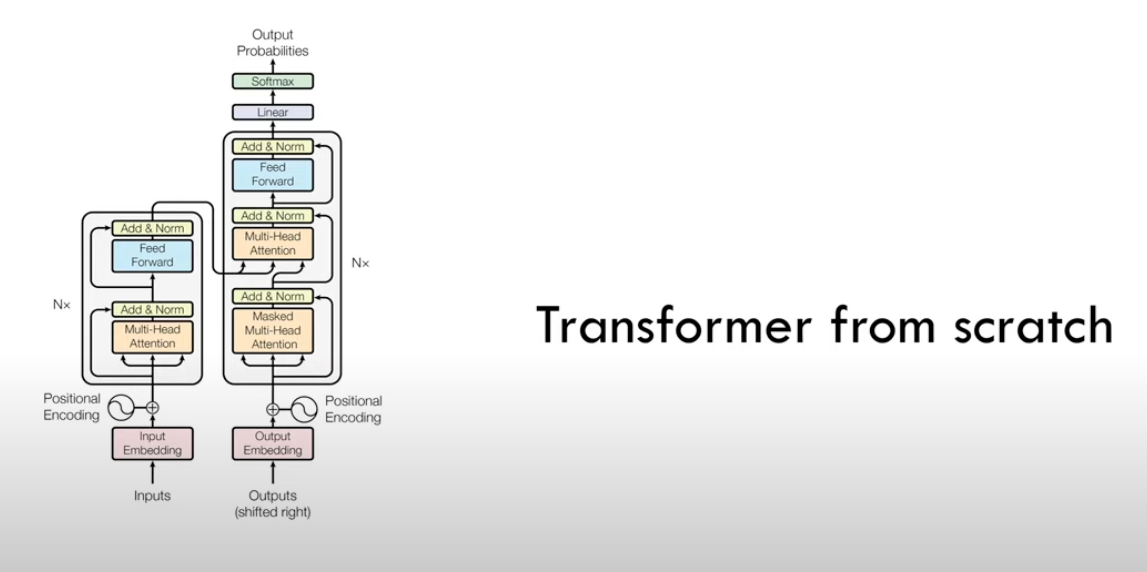 Output
Probabilities
Softmax
Linear
Add & Norm
Feed
Forward
Add & Norm
Multi-Head
Attention
Add & Norm
Masked
Multi-Head
Attention
Nx
Add & Norm
Feed
Forward
Add & Norm
Multi-Head
Attention
Nx
Positional
Encoding
Positional
Encoding
Input
Embedding
Output
Embedding
Inputs
Outputs
(shifted right)
Transformer from scratch